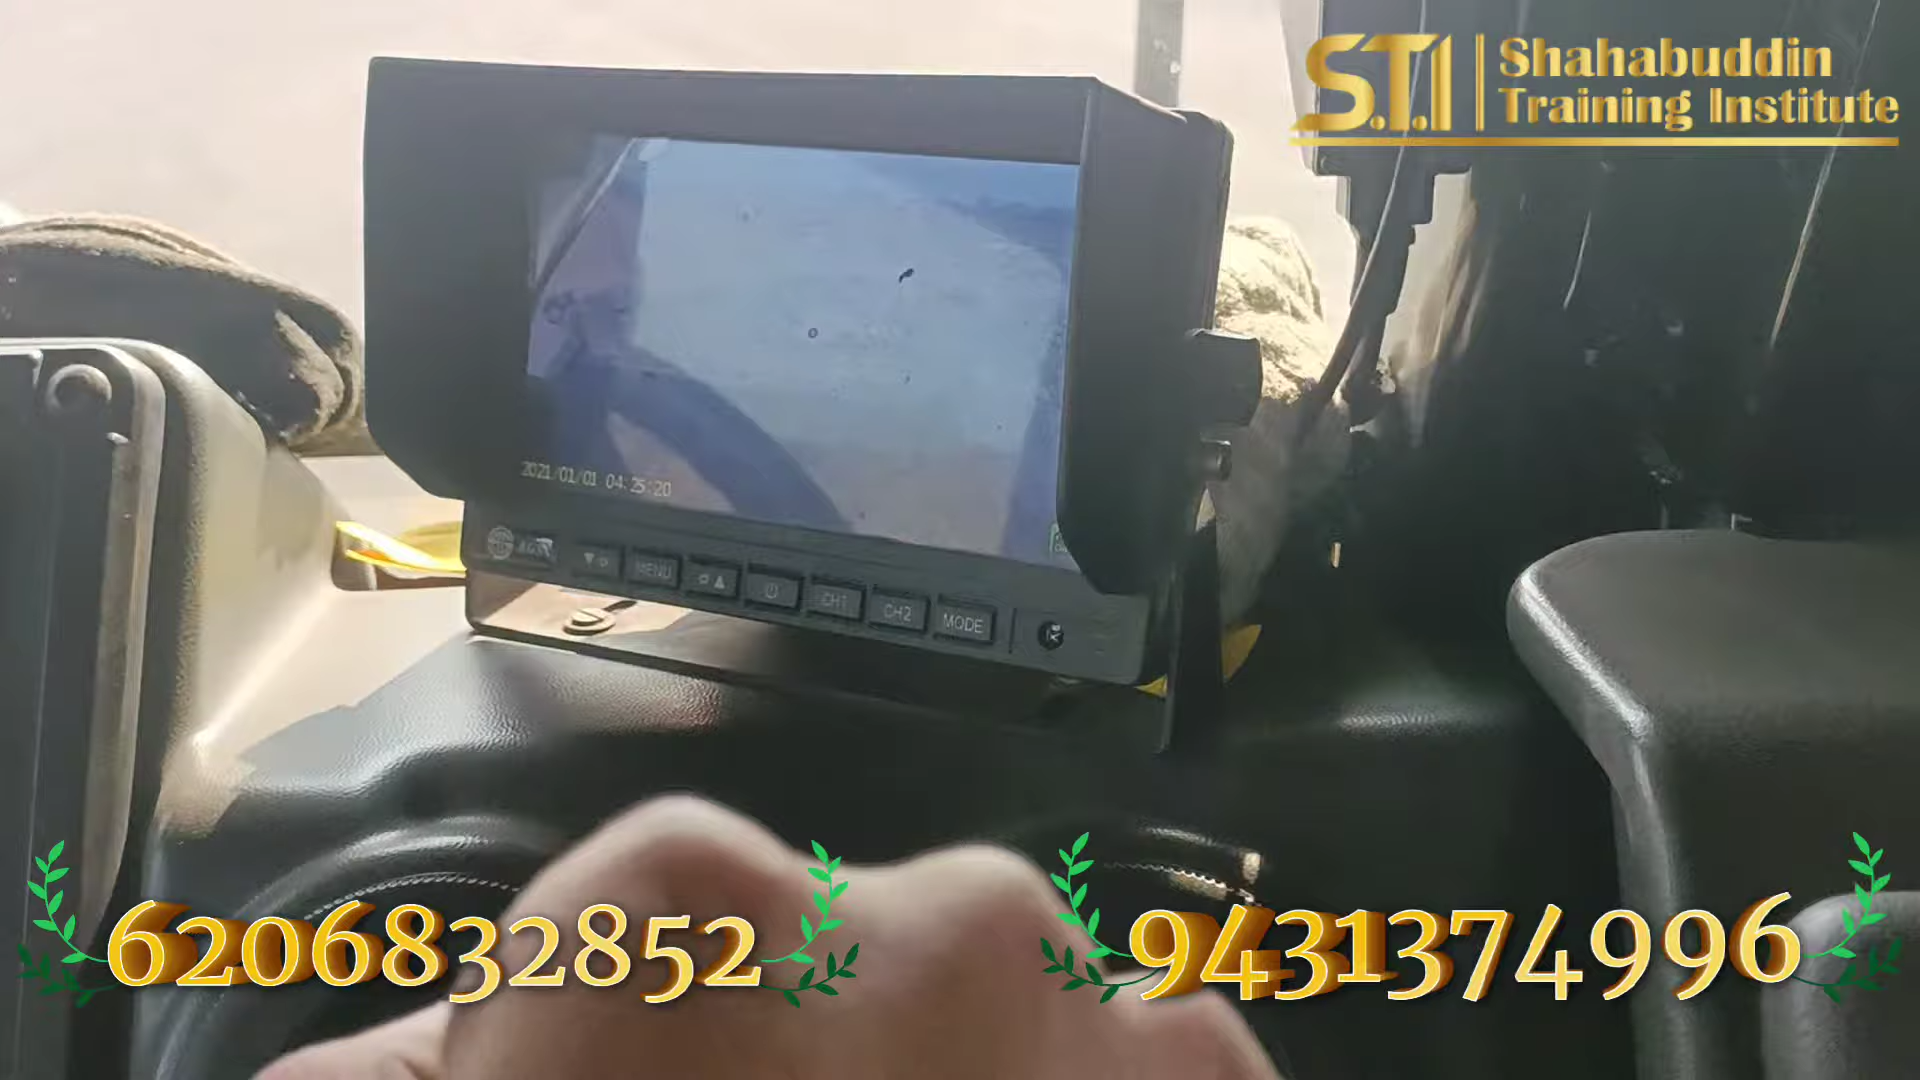 S.T.I
Shahabuddin
Training Institute
2021/01/01 04:25:20
MENU
CH1
CH2
MODE
6206832852
9431374996